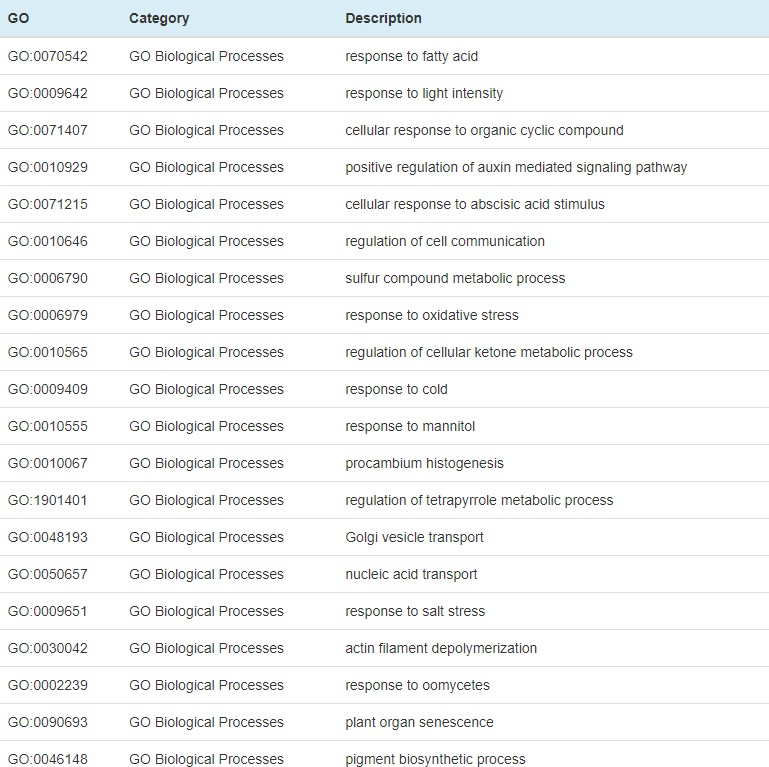 GO Category Description
GO:0070542 GO Biological Processes response to fatty acid
GO:0009642 GO Biological Processes response to light intensity
GO:0071407 GO Biological Processes cellular response to organic cyclic compound
GO:0010929 GO Biological Processes positive regulation of auxin mediated signaling pathway
GO:0071215 GO Biological Processes cellular response to abscisic acid stimulus
GO:0010646 GO Biological Processes regulation of cell communication
GO:0006790 GO Biological Processes sulfur compound metabolic process
GO:0006979 GO Biological Processes response to oxidative stress
GO:0010565 GO Biological Processes regulation of cellular ketone metabolic process
GO:0009409 GO Biological Processes response to cold
GO:0010555 GO Biological Processes response to mannitol
GO:0010067 GO Biological Processes procambium histogenesis
GO:1901401 GO Biological Processes regulation of tetrapyrrole metabolic process
GO:0048193 GO Biological Processes Golgi vesicle transport
GO:0050657 GO Biological Processes nucleic acid transport
GO:0009651 GO Biological Processes response to salt stress
GO:0030042 GO Biological Processes actin filament depolymerization
GO:0002239 GO Biological Processes response to oomycetes
GO:0090693 GO Biological Processes plant organ senescence
GO:0046148 GO Biological Processes pigment biosynthetic process